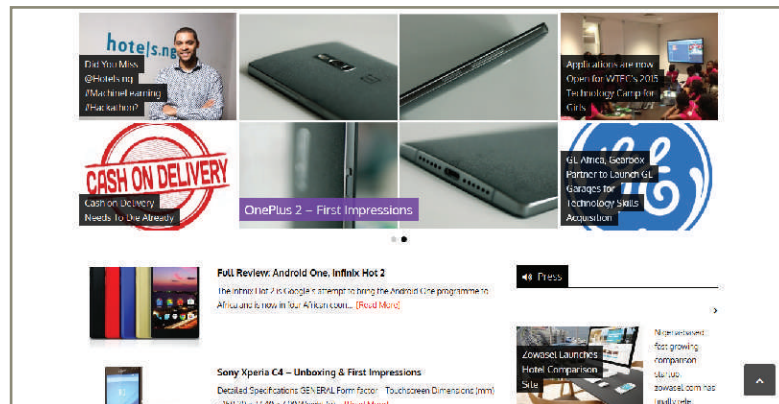 hotels.ng
Did You Miss
@Hotels.ng
#MachineLearning
#Hackathon?
Applications are now
Open for WTEC's 2015
Technology Camp for
Girls
CASH ON DELIVERY
Cash on Delivery
Needs To Die Already
OnePlus 2 – First Impressions
GE Africa, Gearbox
Partner to Launch GE
Garages for
Technology Skills
Acquisition
Full Review: Android One, Infinix Hot 2
The Infinix Hot 2 is Google's attempt to bring the Android One programme to
Africa and is now in four African coun... [Read More]
Press
Zowasel Launches
Hotel Comparison
Site
Nigeria-based
fast growing
comparison
startup,
zowasel.com has
Sony Xperia C4 – Unboxing & First Impressions
Detailed Specifications GENERAL Form factor Touchscreen Dimensions (mm)
[Read More]